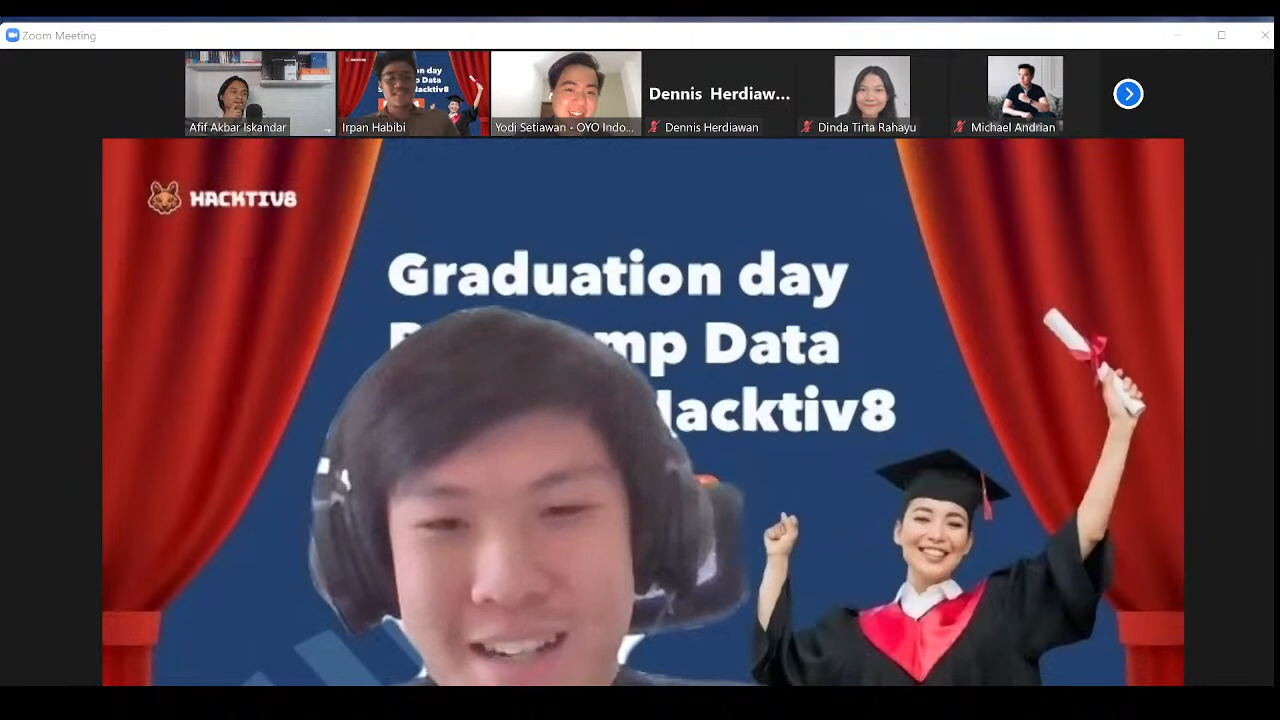 Zoom Meeting
Dennis Herdiaw...
Afif Akbar Iskandar
Irpan Habibi
Yodi Setiawan - OYO Indo...
Dennis Herdiawan
Dinda Tirta Rahayu
Michael Andrian
HACKTIV8
Graduation day
mp Data
Hacktiv8